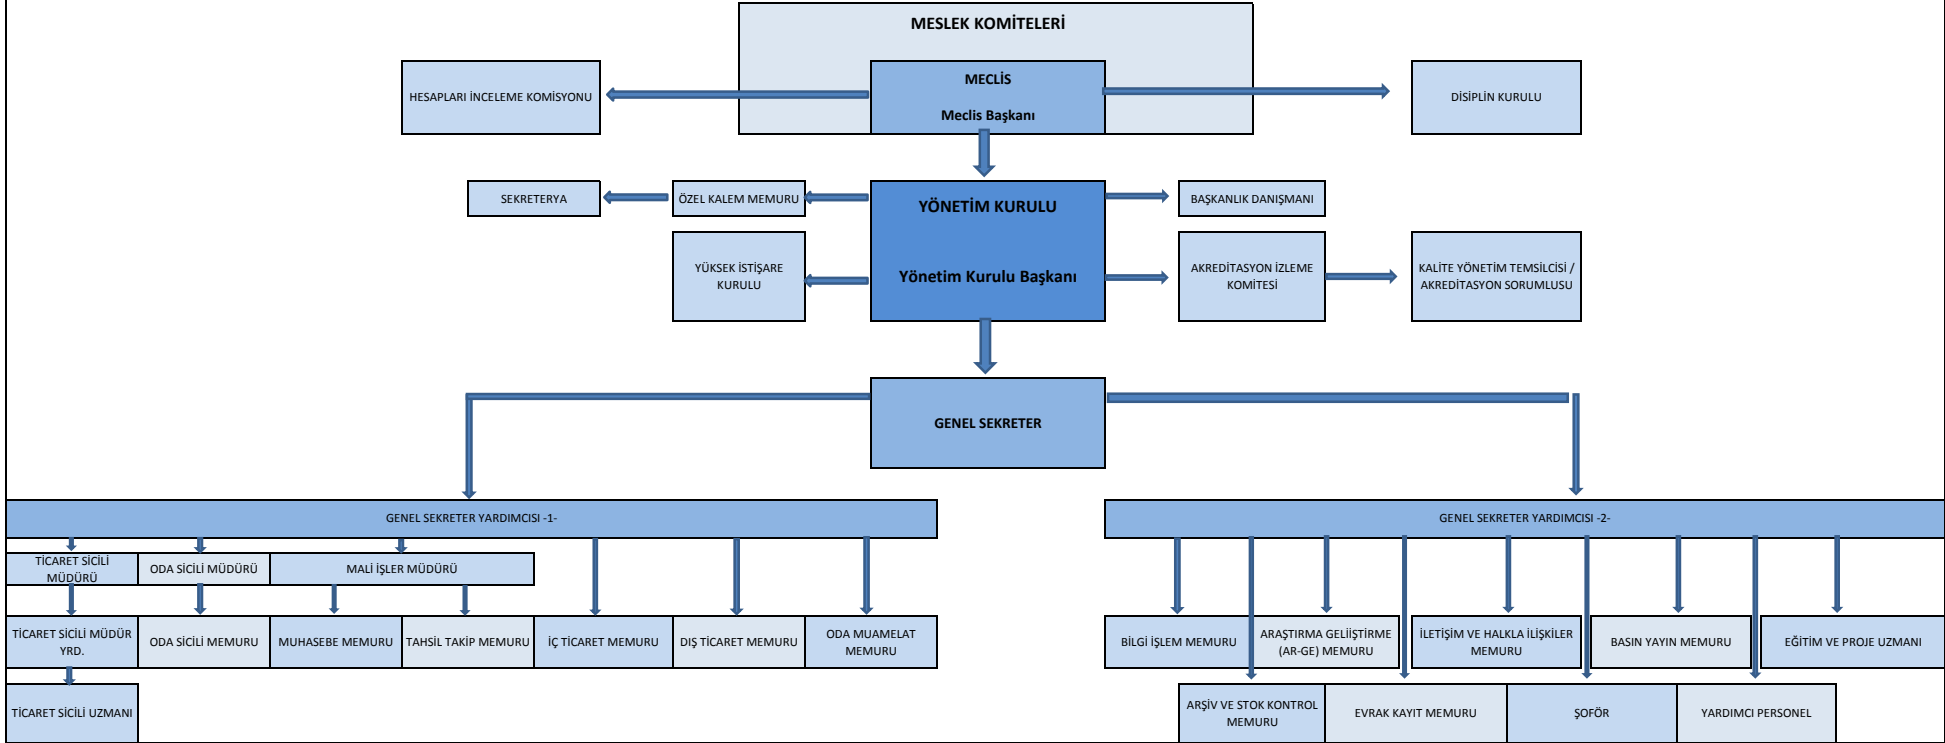 MESLEK KOMİTELERİ
HESAPLARI İNCELEME KOMİSYONU
MECLİS
Meclis Başkanı
DİSİPLİN KURULU
SEKRETERYA
ÖZEL KALEM MEMURU
YÖNETİM KURULU
BAŞKANLIK DANIŞMANI
YÜKSEK İSTİŞARE
KURULU
Yönetim Kurulu Başkanı
AKREDİTASYON İZLEME
KOMİTESİ
KALİTE YÖNETİM TEMSİLCİSİ /
AKREDİTASYON SORUMLUSU
GENEL SEKRETER
GENEL SEKRETER YARDIMCISI -1-
GENEL SEKRETER YARDIMCISI -2-
TİCARET SİCİLİ
MÜDÜRÜ
ODA SİCİLİ MÜDÜRÜ
MALİ İŞLER MÜDÜRÜ
TİCARET SİCİLİ MÜDÜR
YRD.
ODA SİCİLİ MEMURU
MUHASEBE MEMURU
TAHSİL TAKİP MEMURU
İÇ TİCARET MEMURU
DIŞ TİCARET MEMURU
ODA MUAMELAT
MEMURU
BİLGİ İŞLEM MEMURU
ARAŞTIRMA GELİİŞTİRME
(AR-GE) MEMURU
İLETİŞİM VE HALKLA İLİŞKİLER
MEMURU
BASIN YAYIN MEMURU
EĞİTİM VE PROJE UZMANI
TİCARET SİCİLİ UZMANI
ARŞİV VE STOK KONTROL
MEMURU
EVRAK KAYIT MEMURU
ŞOFÖR
YARDIMCI PERSONEL